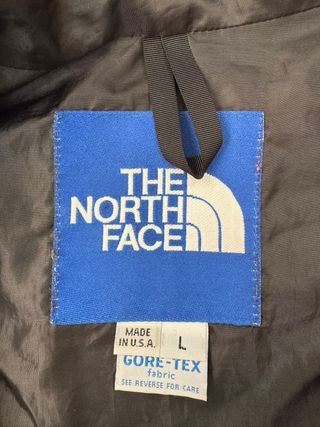 THE
NORTH
FACE
MADE
IN U.S.A.
L
GORE-TEX
fabric
SEE REVERSE FOR CARE